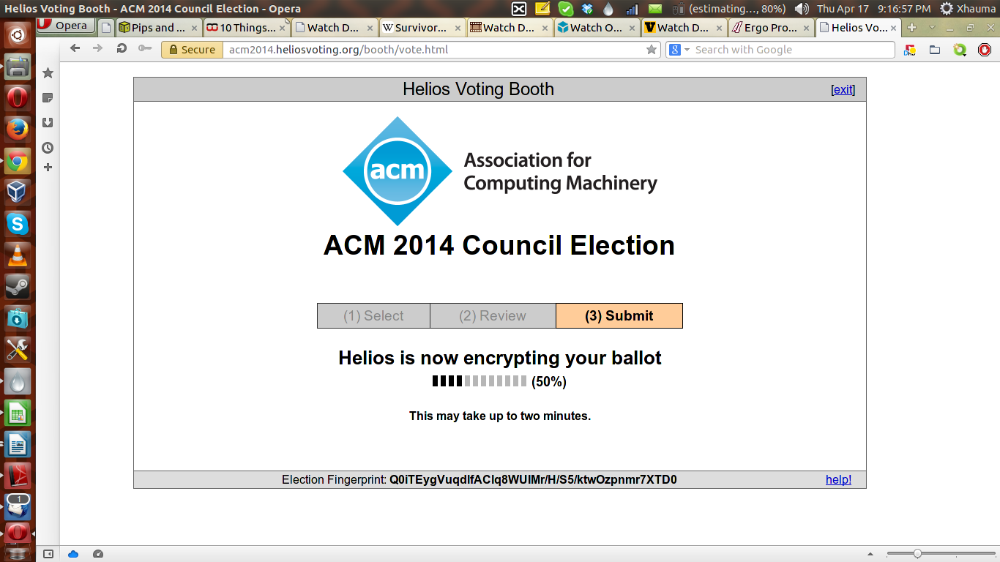 Helios Voting Booth - ACM 2014 Council Election - Opera
(estimating..., 80%)
Thu Apr 17
9:16:57 PM
Xhauma
Opera
Pips and ...
10 Things...
Watch D...
W Survivor...
Watch D...
Watch O...
Watch D...
Ergo Pro...
Helios Vo...
Secure
acm2014.heliosvoting.org/booth/vote.html
8
Search with Google
Helios Voting Booth
[exit]
acm
Association for
Computing Machinery
ACM 2014 Council Election
(1) Select
(2) Review
(3) Submit
Helios is now encrypting your ballot
(50%)
This may take up to two minutes.
Election Fingerprint: Q0iTEygVuqdlfAClq8WUlMr/H/S5/ktwOzpnmr7XTD0
help!
1